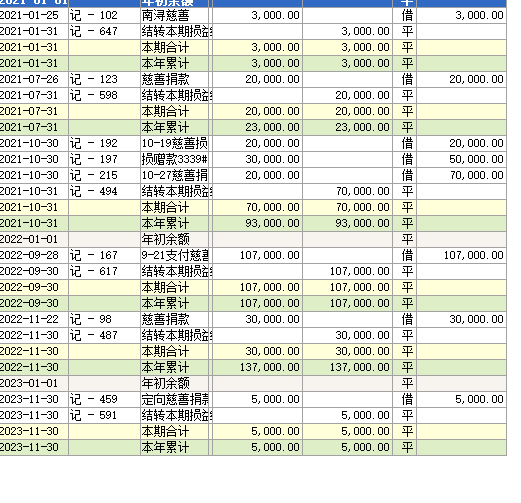 2021-01-01 年初余额 平
2021-01-25 记 - 102 南浔慈善 3,000.00 借 3,000.00
2021-01-31 记 - 647 结转本期损益 3,000.00 平
2021-01-31 本期合计 3,000.00 3,000.00 平
2021-01-31 本年累计 3,000.00 3,000.00 平
2021-07-26 记 - 123 慈善捐款 20,000.00 借 20,000.00
2021-07-31 记 - 598 结转本期损益 20,000.00 平
2021-07-31 本期合计 20,000.00 20,000.00 平
2021-07-31 本年累计 23,000.00 23,000.00 平
2021-10-30 记 - 192 10-19慈善捐 20,000.00 借 20,000.00
2021-10-30 记 - 197 损赠款3339# 30,000.00 借 50,000.00
2021-10-30 记 - 215 10-27慈善捐 20,000.00 借 70,000.00
2021-10-31 记 - 494 结转本期损益 70,000.00 平
2021-10-31 本期合计 70,000.00 70,000.00 平
2021-10-31 本年累计 93,000.00 93,000.00 平
2022-01-01 年初余额 平
2022-09-28 记 - 167 9-21支付慈善 107,000.00 借 107,000.00
2022-09-30 记 - 617 结转本期损益 107,000.00 平
2022-09-30 本期合计 107,000.00 107,000.00 平
2022-09-30 本年累计 107,000.00 107,000.00 平
2022-11-22 记 - 98 慈善捐款 30,000.00 借 30,000.00
2022-11-30 记 - 487 结转本期损益 30,000.00 平
2022-11-30 本期合计 30,000.00 30,000.00 平
2022-11-30 本年累计 137,000.00 137,000.00 平
2023-01-01 年初余额 平
2023-11-30 记 - 459 定向慈善捐款 5,000.00 借 5,000.00
2023-11-30 记 - 591 结转本期损益 5,000.00 平
2023-11-30 本期合计 5,000.00 5,000.00 平
2023-11-30 本年累计 5,000.00 5,000.00 平